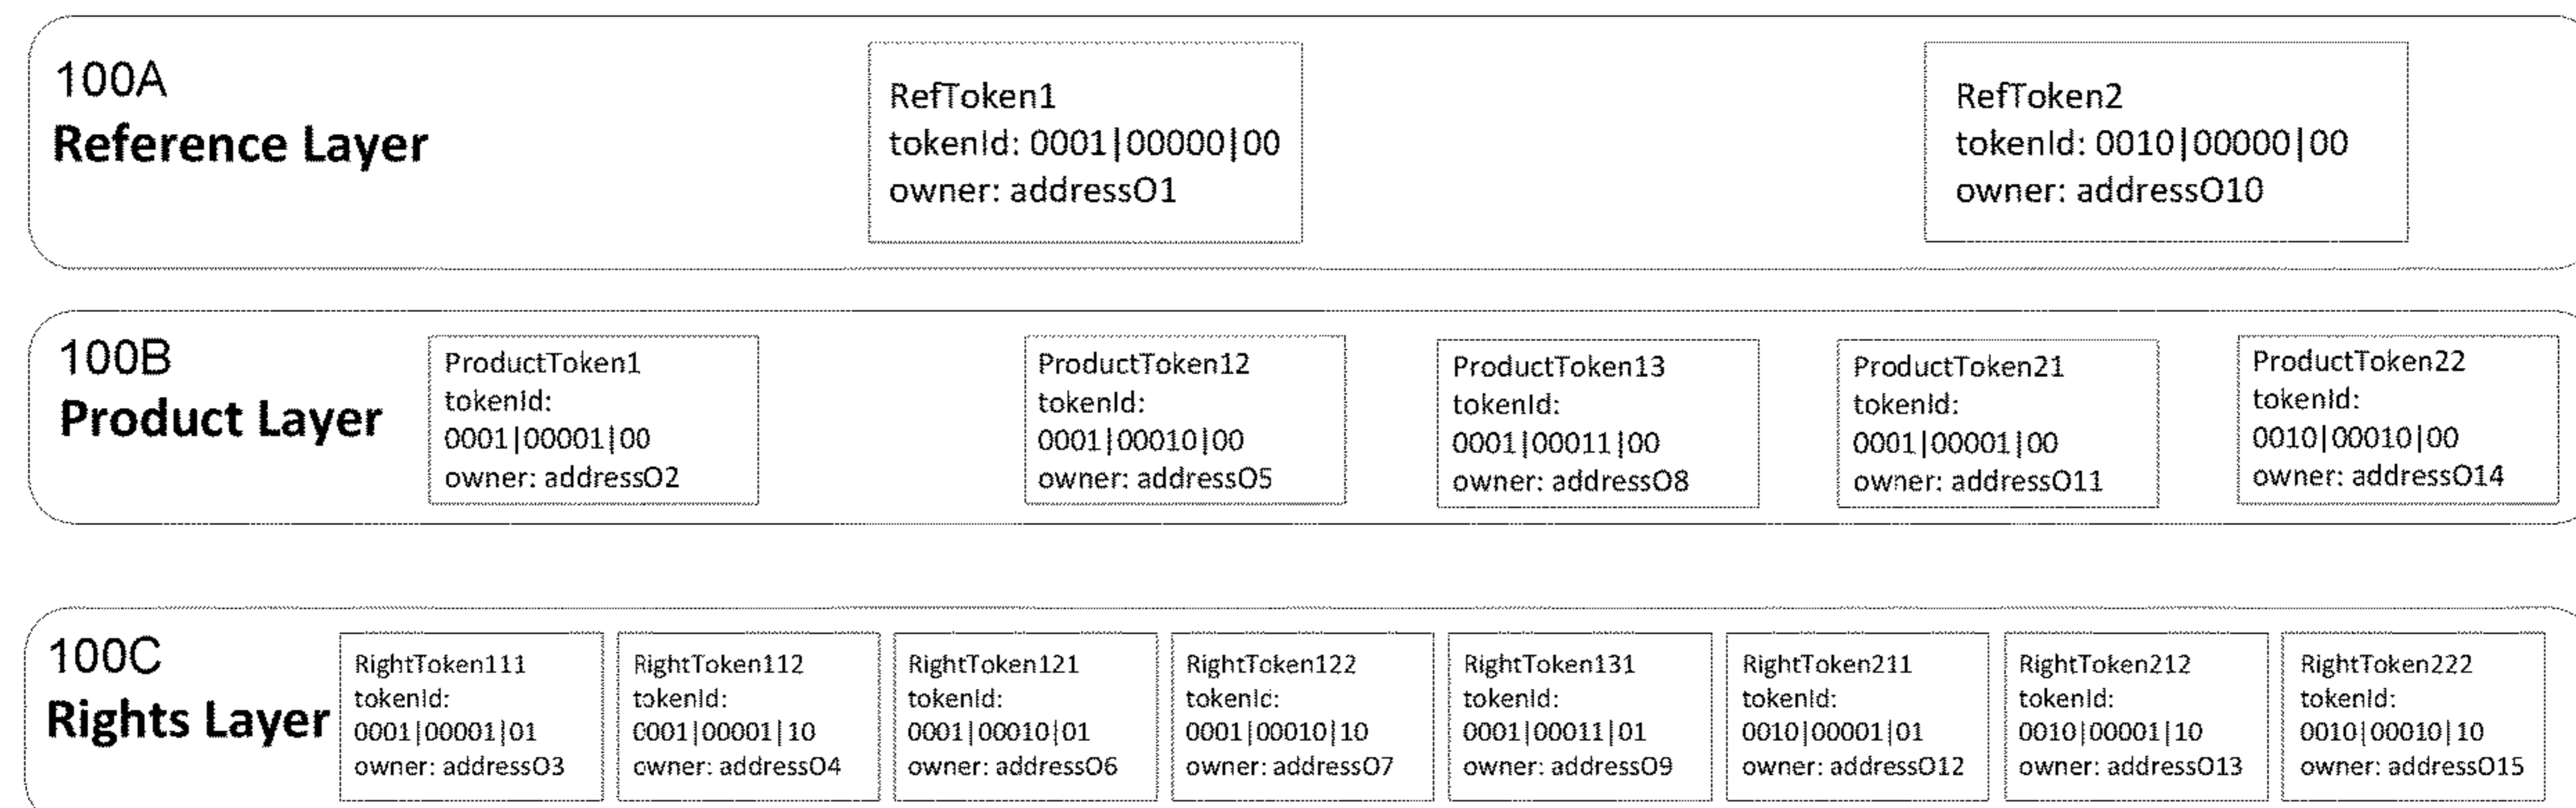 100A
Reference Layer
RefToken1
tokenId: 0001|00000|00
owner: addressO1
RefToken2
tokenId: 0010|00000|00
owner: addressO10
100B
Product Layer
ProductToken1
tokenId:
0001|00001|00
owner: addressO2
ProductToken12
tokenId:
0001|00010|00
owner: addressO5
ProductToken13
tokenId:
0001|00011|00
owner: addressO8
ProductToken21
tokenId:
0001|00001|00
owner: addressO11
ProductToken22
tokenId:
0010|00010|00
owner: addressO14
100C
Rights Layer
RightToken111
tokenId:
0001|00001|01
owner: addressO3
RightToken112
tokenId:
0001|00001|10
owner: addressO4
RightToken121
tokenId:
0001|00010|01
owner: addressO6
RightToken122
tokenId:
0001|00010|10
owner: addressO7
RightToken131
tokenId:
0001|00011|01
owner: addressO9
RightToken211
tokenId:
0010|00001|01
owner: addressO12
RightToken212
tokenId:
0010|00001|10
owner: addressO13
RightToken222
tokenId:
0010|00010|10
owner: addressO15